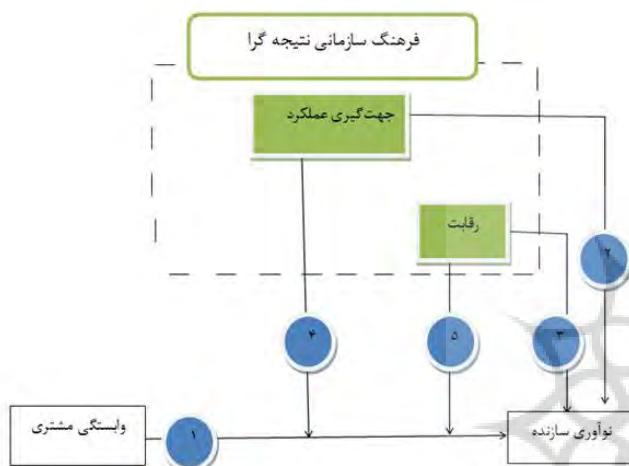 فرهنگ سازمانی نتیجه گرا
جهت‌گیری عملکرد
رقابت
۲
۴
۵
۳
وابستگی مشتری
۱
نوآوری سازنده